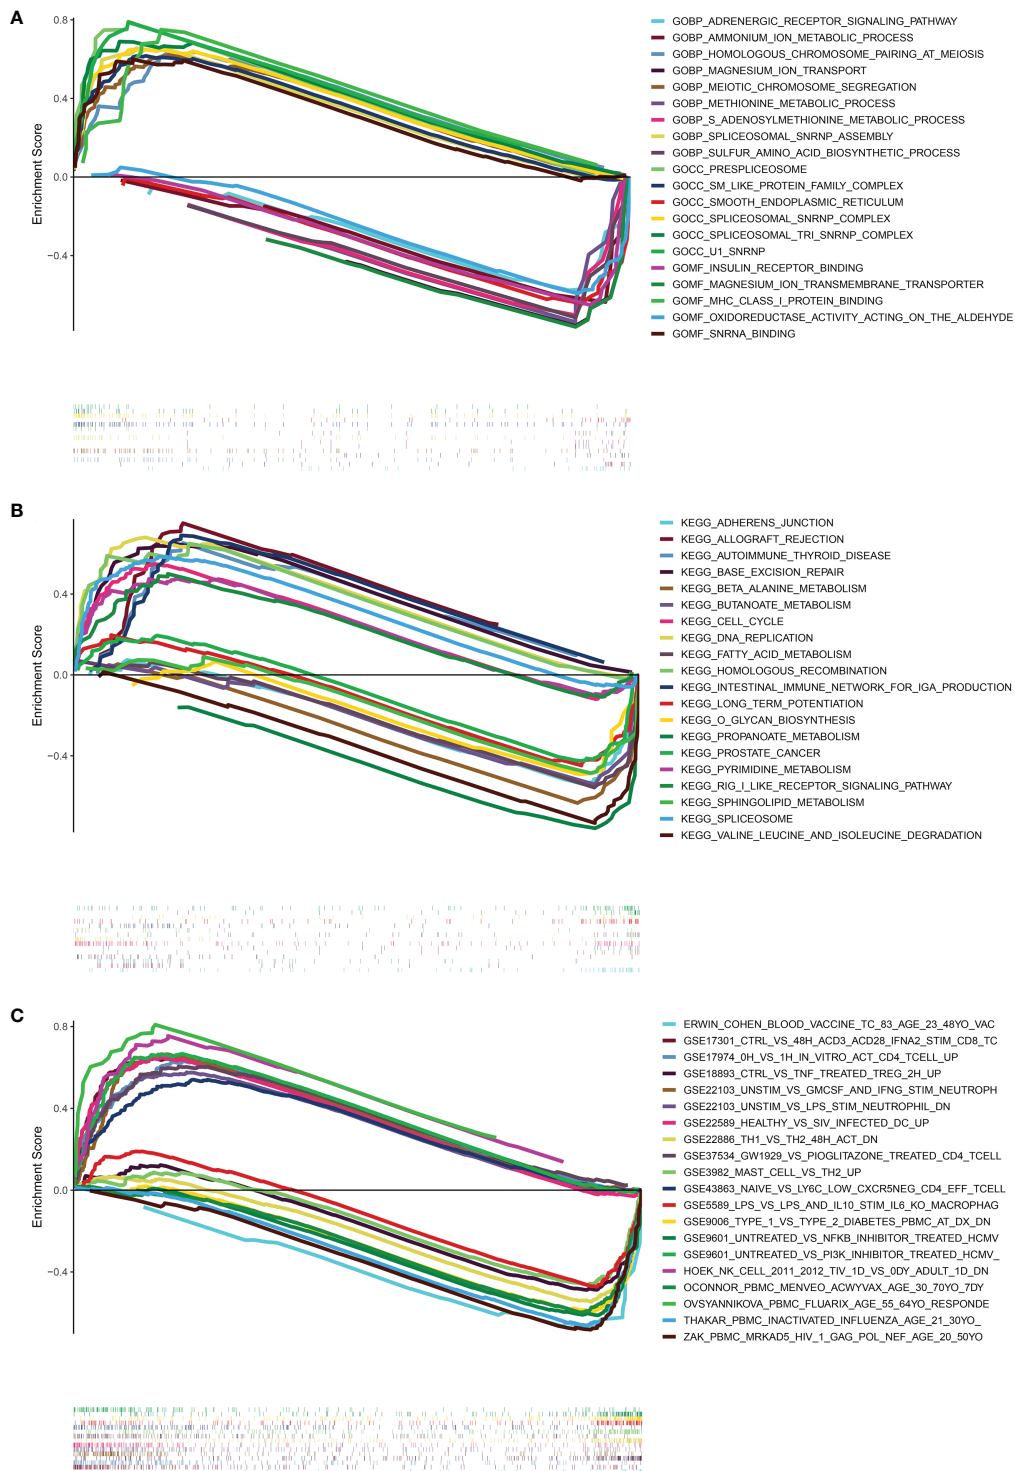 A
0.8
0.4
0.0
−0.4
Enrichment Score
GOBP_ADRENERGIC_RECEPTOR_SIGNALING_PATHWAY
GOBP_AMMONIUM_ION_METABOLIC_PROCESS
GOBP_HOMOLOGOUS_CHROMOSOME_PAIRING_AT_MEIOSIS
GOBP_MAGNESIUM_ION_TRANSPORT
GOBP_MEIOTIC_CHROMOSOME_SEGREGATION
GOBP_METHIONINE_METABOLIC_PROCESS
GOBP_S_ADENOSYLMETHIONINE_METABOLIC_PROCESS
GOBP_SPLICEOSOMAL_SNRNP_ASSEMBLY
GOBP_SULFUR_AMINO_ACID_BIOSYNTHETIC_PROCESS
GOCC_PRESPLICEOSOME
GOCC_SM_LIKE_PROTEIN_FAMILY_COMPLEX
GOCC_SMOOTH_ENDOPLASMIC_RETICULUM
GOCC_SPLICEOSOMAL_SNRNP_COMPLEX
GOCC_SPLICEOSOMAL_TRI_SNRNP_COMPLEX
GOCC_U1_SNRNP
GOMF_INSULIN_RECEPTOR_BINDING
GOMF_MAGNESIUM_ION_TRANSMEMBRANE_TRANSPORTER
GOMF_MHC_CLASS_I_PROTEIN_BINDING
GOMF_OXIDOREDUCTASE_ACTIVITY_ACTING_ON_THE_ALDEHYDE
GOMF_SNRNA_BINDING
B
0.4
0.0
−0.4
Enrichment Score
KEGG_ADHERENS_JUNCTION
KEGG_ALLOGRAFT_REJECTION
KEGG_AUTOIMMUNE_THYROID_DISEASE
KEGG_BASE_EXCISION_REPAIR
KEGG_BETA_ALANINE_METABOLISM
KEGG_BUTANOATE_METABOLISM
KEGG_CELL_CYCLE
KEGG_DNA_REPLICATION
KEGG_FATTY_ACID_METABOLISM
KEGG_HOMOLOGOUS_RECOMBINATION
KEGG_INTESTINAL_IMMUNE_NETWORK_FOR_IGA_PRODUCTION
KEGG_LONG_TERM_POTENTIATION
KEGG_O_GLYCAN_BIOSYNTHESIS
KEGG_PROPANOATE_METABOLISM
KEGG_PROSTATE_CANCER
KEGG_PYRIMIDINE_METABOLISM
KEGG_RIG_I_LIKE_RECEPTOR_SIGNALING_PATHWAY
KEGG_SPHINGOLIPID_METABOLISM
KEGG_SPLICEOSOME
KEGG_VALINE_LEUCINE_AND_ISOLEUCINE_DEGRADATION
C
0.8
0.4
0.0
−0.4
Enrichment Score
ERWIN_COHEN_BLOOD_VACCINE_TC_83_AGE_23_48YO_VAC
GSE17301_CTRL_VS_48H_ACD3_ACD28_IFNA2_STIM_CD8_TC
GSE17974_0H_VS_1H_IN_VITRO_ACT_CD4_TCELL_UP
GSE18893_CTRL_VS_TNF_TREATED_TREG_2H_UP
GSE22103_UNSTIM_VS_GMCSF_AND_IFNG_STIM_NEUTROPH
GSE22103_UNSTIM_VS_LPS_STIM_NEUTROPHIL_DN
GSE22589_HEALTHY_VS_SIV_INFECTED_DC_UP
GSE22886_TH1_VS_TH2_48H_ACT_DN
GSE37534_GW1929_VS_PIOGLITAZONE_TREATED_CD4_TCELL
GSE3982_MAST_CELL_VS_TH2_UP
GSE43863_NAIVE_VS_LY6C_LOW_CXCR5NEG_CD4_EFF_TCELL
GSE5589_LPS_VS_LPS_AND_IL10_STIM_IL6_KO_MACROPHAG
GSE9006_TYPE_1_VS_TYPE_2_DIABETES_PBMC_AT_DX_DN
GSE9601_UNTREATED_VS_NFKB_INHIBITOR_TREATED_HCMV
GSE9601_UNTREATED_VS_PI3K_INHIBITOR_TREATED_HCMV_
HOEK_NK_CELL_2011_2012_TIV_1D_VS_0DY_ADULT_1D_DN
OCONNOR_PBMC_MENVEO_ACWYVAX_AGE_30_70YO_7DY
OVSYANNIKOVA_PBMC_FLUARIX_AGE_55_64YO_RESPONDE
THAKAR_PBMC_INACTIVATED_INFLUENZA_AGE_21_30YO_
ZAK_PBMC_MRKAD5_HIV_1_GAG_POL_NEF_AGE_20_50YO